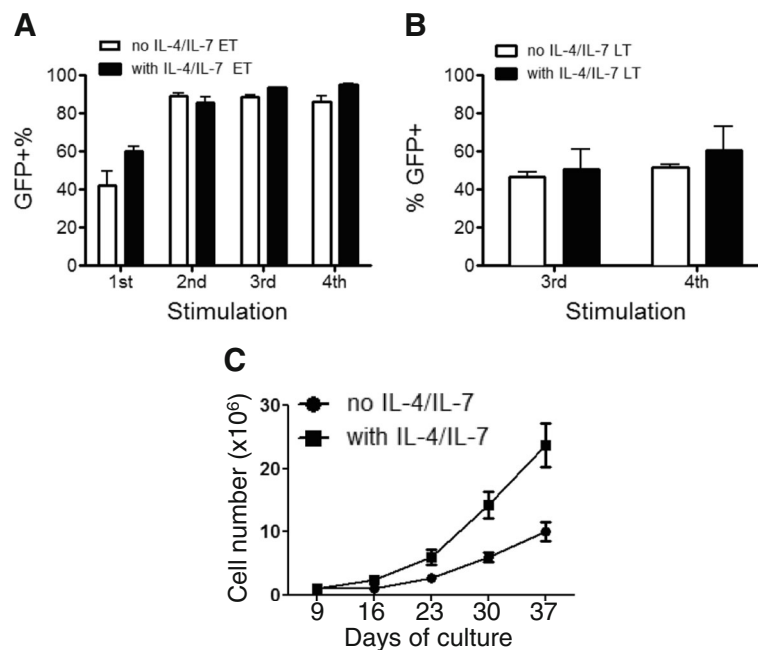 A
no IL-4/IL-7 ET
with IL-4/IL-7 ET
GFP+%
100
80
60
40
20
0
1st 2nd 3rd 4th
Stimulation
B
no IL-4/IL-7 LT
with IL-4/IL-7 LT
% GFP+
100
80
60
40
20
0
3rd 4th
Stimulation
C
no IL-4/IL-7
with IL-4/IL-7
Cell number (x10⁶)
30
20
10
0
9 16 23 30 37
Days of culture